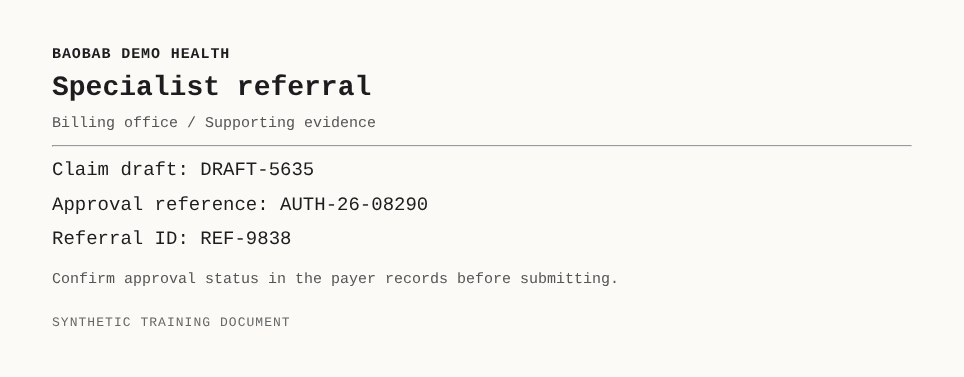 BAOBAB DEMO HEALTH
Specialist referral
Billing office / Supporting evidence
Claim draft: DRAFT-5635
Approval reference: AUTH-26-08290
Referral ID: REF-9838
Confirm approval status in the payer records before submitting.
SYNTHETIC TRAINING DOCUMENT